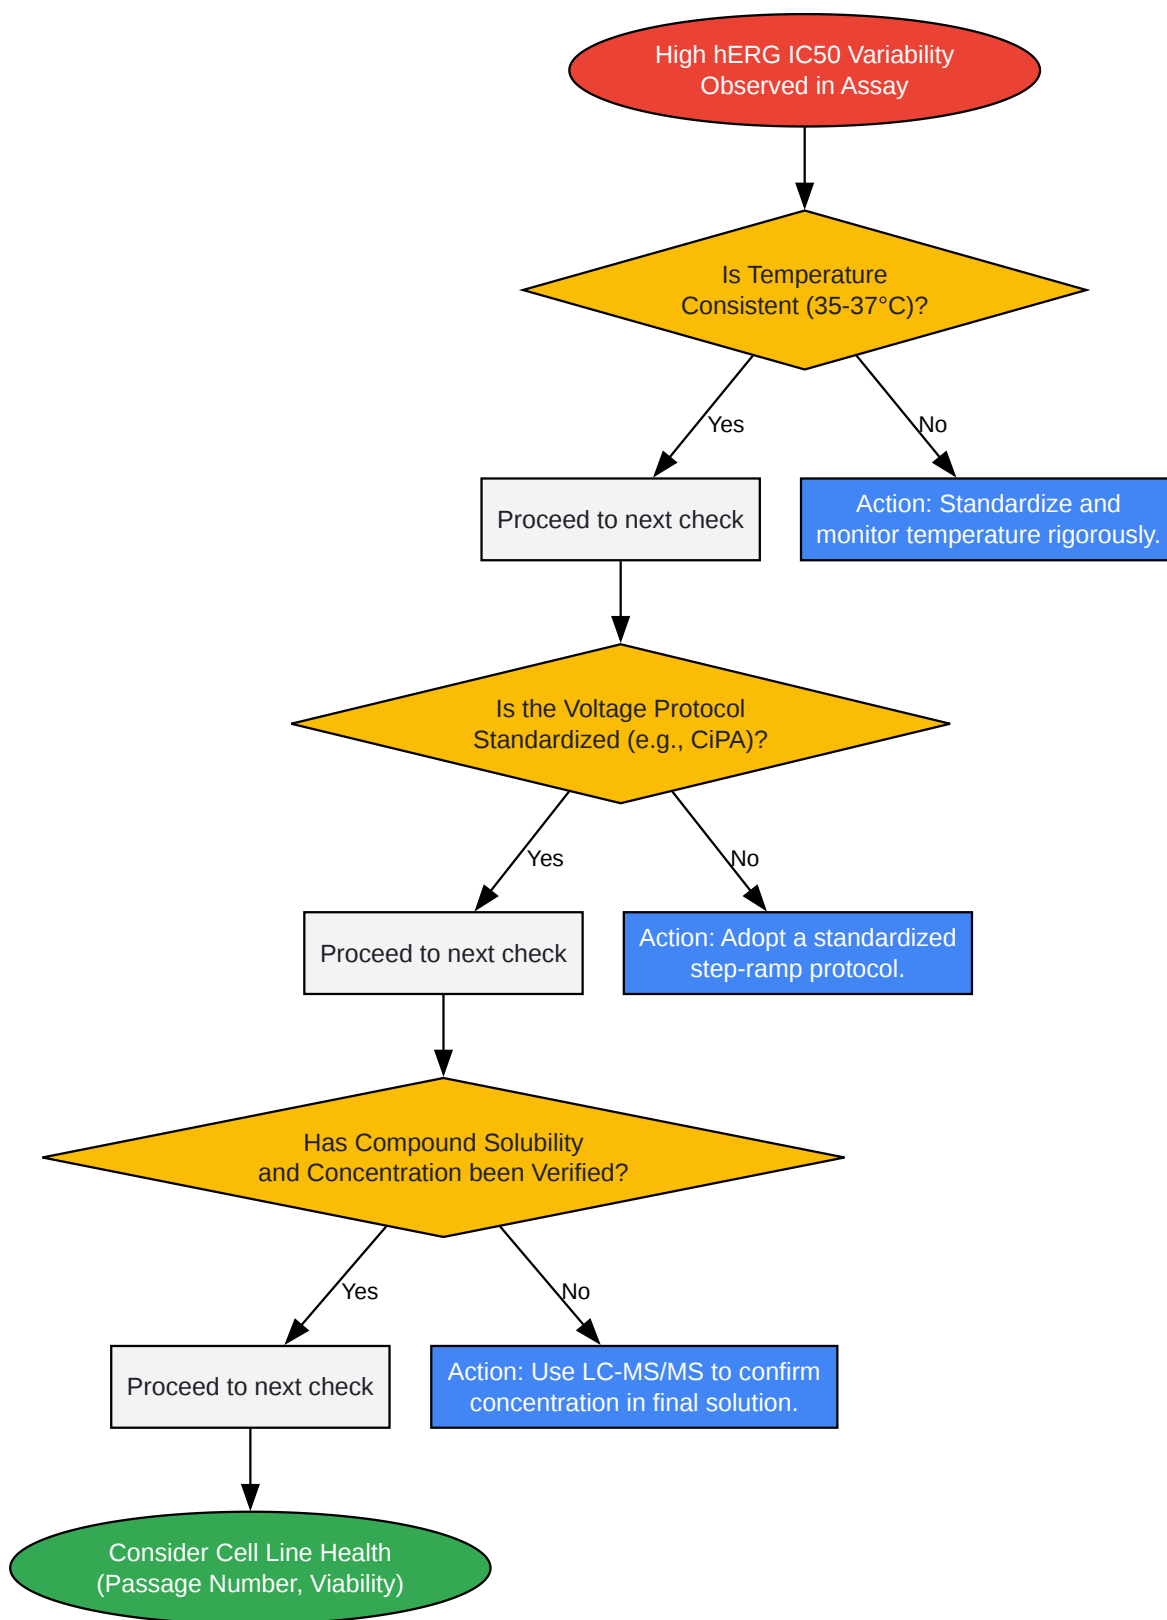 High hERG IC50 Variability
Observed in Assay
Is Temperature
Consistent (35-37°C)?
Yes
No
Proceed to next check
Action: Standardize and
monitor temperature rigorously.
Is the Voltage Protocol
Standardized (e.g., CiPA)?
Yes
No
Proceed to next check
Action: Adopt a standardized
step-ramp protocol.
Has Compound Solubility
and Concentration been Verified?
Yes
No
Proceed to next check
Action: Use LC-MS/MS to confirm
concentration in final solution.
Consider Cell Line Health
(Passage Number, Viability)